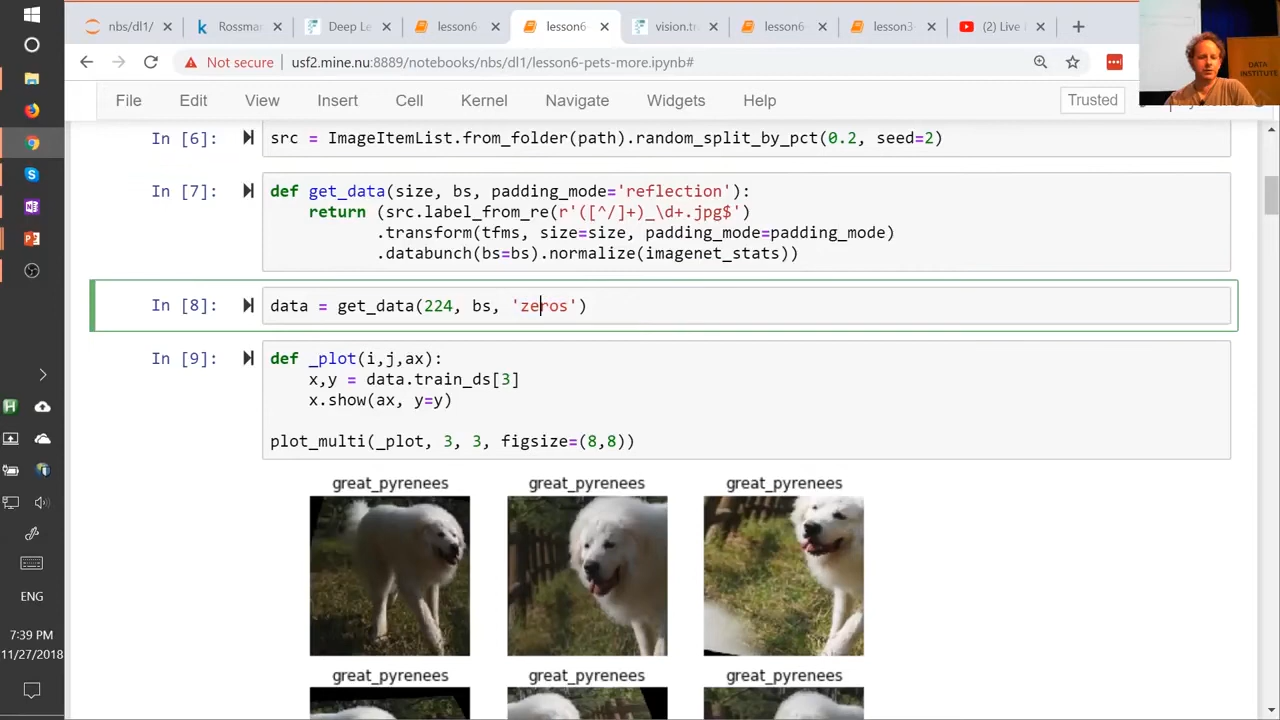 nbs/dl1/
Rossmar
Deep Le
lesson6
lesson6
vision.tr
lesson6
lesson3
(2) Live
Not secure
usf2.mine.nu:8889/notebooks/nbs/dl1/lesson6-pets-more.ipynb#
DATA
INSTITUTE
File Edit View Insert Cell Kernel Navigate Widgets Help
Trusted
In [6]: src = ImageItemList.from_folder(path).random_split_by_pct(0.2, seed=2)
In [7]: def get_data(size, bs, padding_mode='reflection'):
return (src.label_from_re(r'([^/]+)_\d+.jpg$')
.transform(tfms, size=size, padding_mode=padding_mode)
.databunch(bs=bs).normalize(imagenet_stats))
In [8]: data = get_data(224, bs, 'zeros')
In [9]: def _plot(i,j,ax):
x,y = data.train_ds[3]
x.show(ax, y=y)
plot_multi(_plot, 3, 3, figsize=(8,8))
great_pyrenees great_pyrenees great_pyrenees
great_pyrenees great_pyrenees great_pyrenees
ENG
7:39 PM
11/27/2018